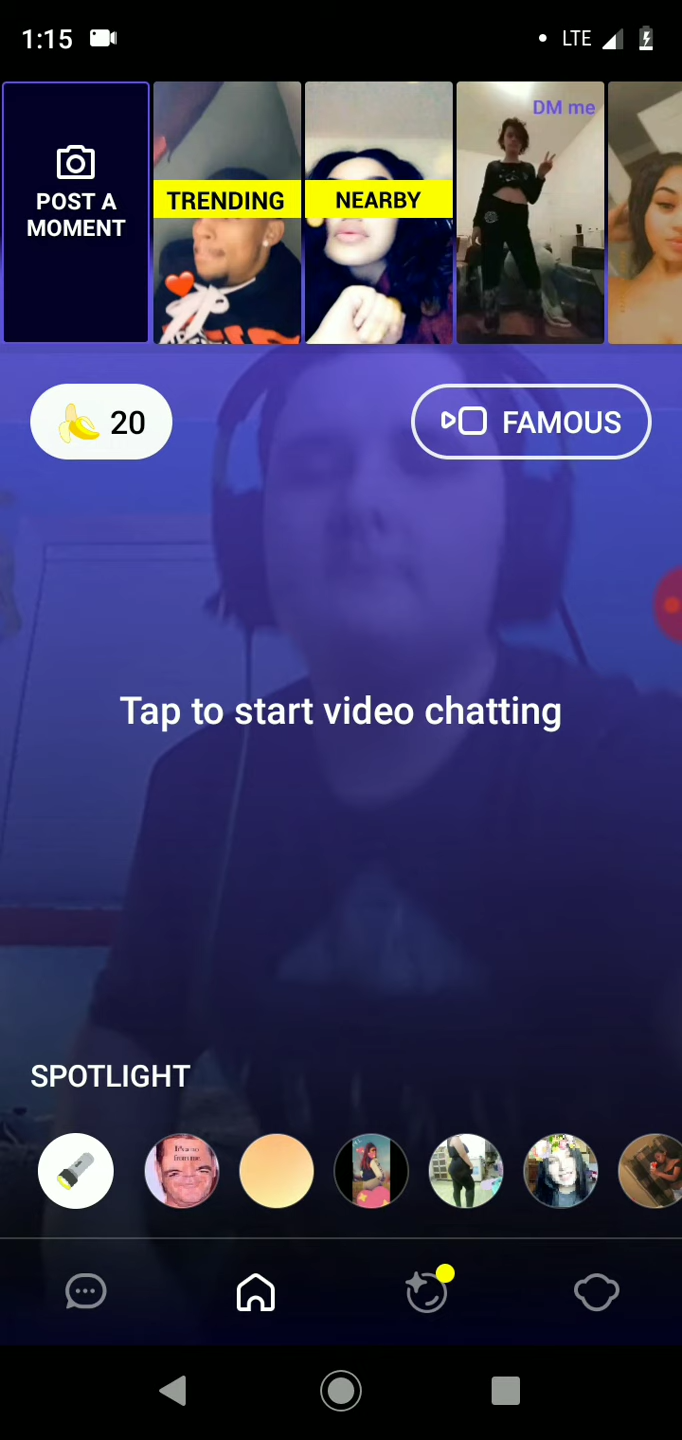 1:15
LTE
POST A
MOMENT
TRENDING
NEARBY
DM me
20
FAMOUS
Tap to start video chatting
SPOTLIGHT